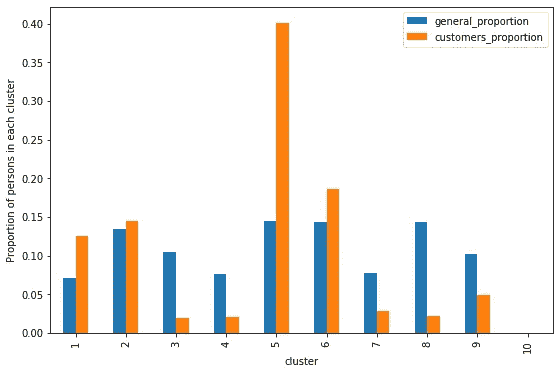 general_proportion
customers_proportion
0.40
0.35
0.30
0.25
0.20
0.15
0.10
0.05
0.00
Proportion of persons in each cluster
1 2 3 4 5 6 7 8 9 10
cluster